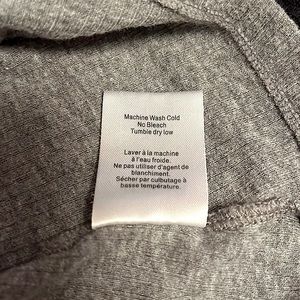 Machine Wash Cold
No Bleach
Tumble dry low
Laver à la machine
à l'eau froide.
Ne pas utiliser d'agent de
blanchiment.
Sécher par culbutage à
basse température.